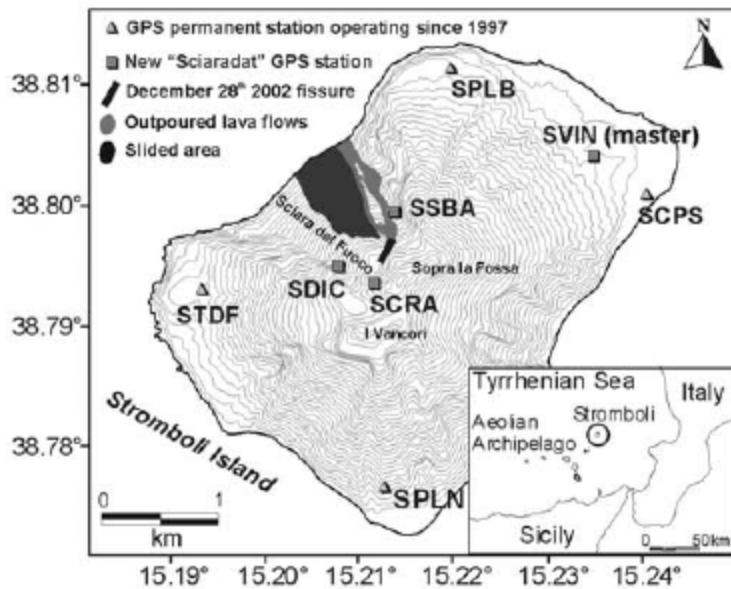 GPS permanent station operating since 1997
New "Sciaradat" GPS station
December 28th 2002 fissure
Outpoured lava flows
Slided area
N
38.81°
38.80°
38.79°
38.78°
SPLB
SVIN (master)
SSBA
SCPS
Sciara del Fuoco
Sopra la Fossa
SDIC
SCRA
STDF
I Vancori
Stromboli Island
SPLN
0 1
km
Tyrrhenian Sea
Italy
Stromboli
Aeolian
Archipelago
Sicily
0 50km
15.19° 15.20° 15.21° 15.22° 15.23° 15.24°